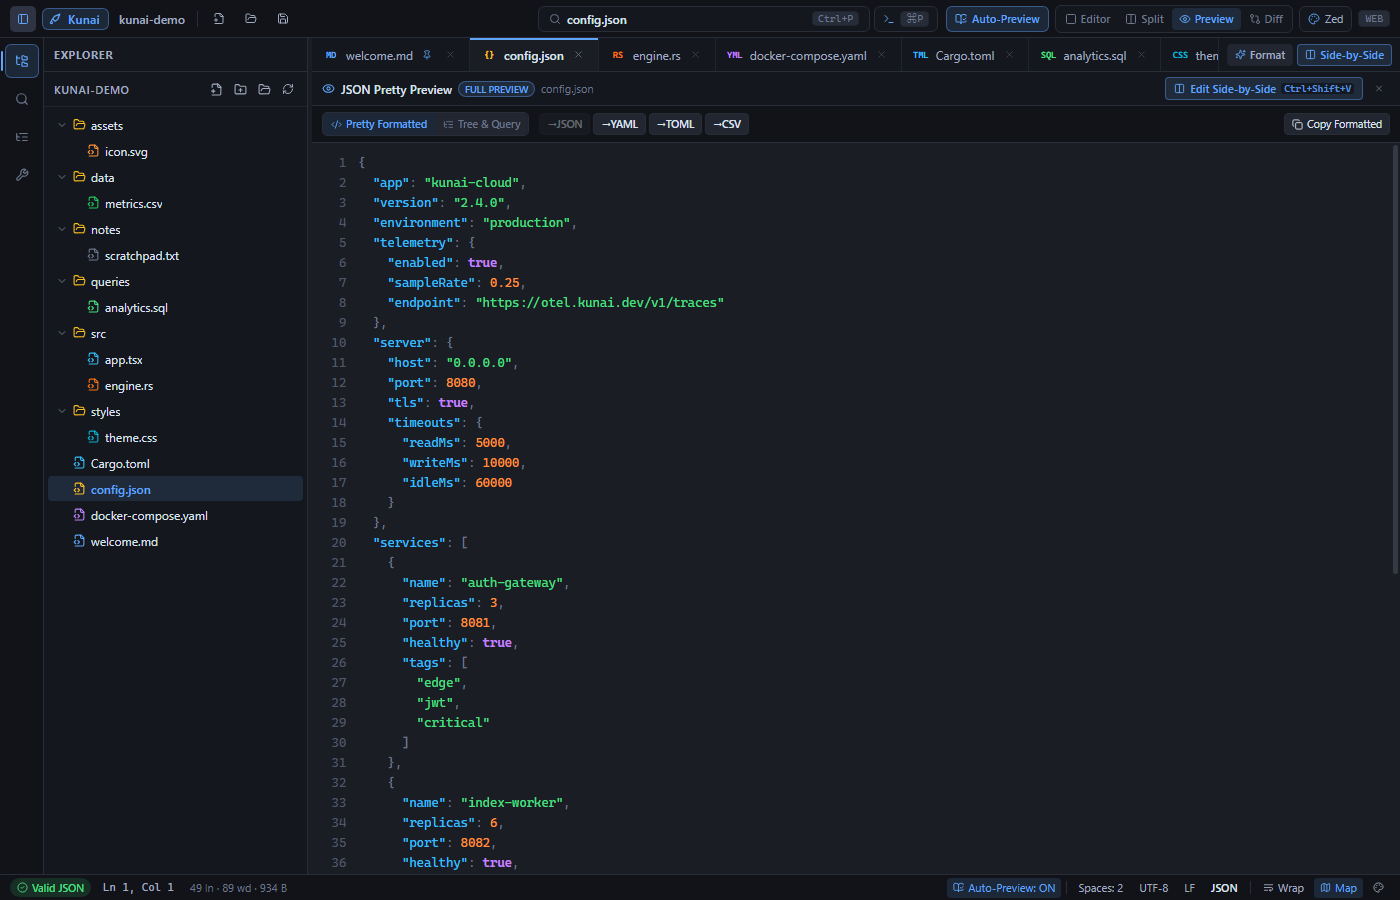 Kunai kunai-demo config.json Ctrl+P ⌘P Auto-Preview Editor Split Preview Diff Zed WEB
EXPLORER
KUNAI-DEMO
assets
icon.svg
data
metrics.csv
notes
scratchpad.txt
queries
analytics.sql
src
app.tsx
engine.rs
styles
theme.css
Cargo.toml
config.json
docker-compose.yaml
welcome.md
MD welcome.md {} config.json RS engine.rs YML docker-compose.yaml TML Cargo.toml SQL analytics.sql CSS then Format Side-by-Side
JSON Pretty Preview FULL PREVIEW config.json Edit Side-by-Side Ctrl+Shift+V
Pretty Formatted Tree & Query →JSON →YAML →TOML →CSV Copy Formatted
1 {
2 "app": "kunai-cloud",
3 "version": "2.4.0",
4 "environment": "production",
5 "telemetry": {
6 "enabled": true,
7 "sampleRate": 0.25,
8 "endpoint": "https://otel.kunai.dev/v1/traces"
9 },
10 "server": {
11 "host": "0.0.0.0",
12 "port": 8080,
13 "tls": true,
14 "timeouts": {
15 "readMs": 5000,
16 "writeMs": 10000,
17 "idleMs": 60000
18 }
19 },
20 "services": [
21 {
22 "name": "auth-gateway",
23 "replicas": 3,
24 "port": 8081,
25 "healthy": true,
26 "tags": [
27 "edge",
28 "jwt",
29 "critical"
30 ]
31 },
32 {
33 "name": "index-worker",
34 "replicas": 6,
35 "port": 8082,
36 "healthy": true,
Valid JSON Ln 1, Col 1 49 ln · 89 wd · 934 B Auto-Preview: ON Spaces: 2 UTF-8 LF JSON Wrap Map